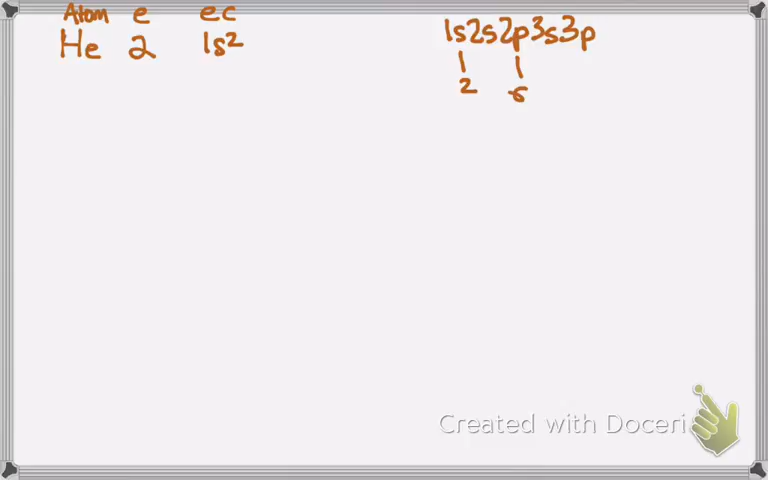 Atom e ec
He 2 1s²
1s2s2p3s3p
2 6
Created with Doceri